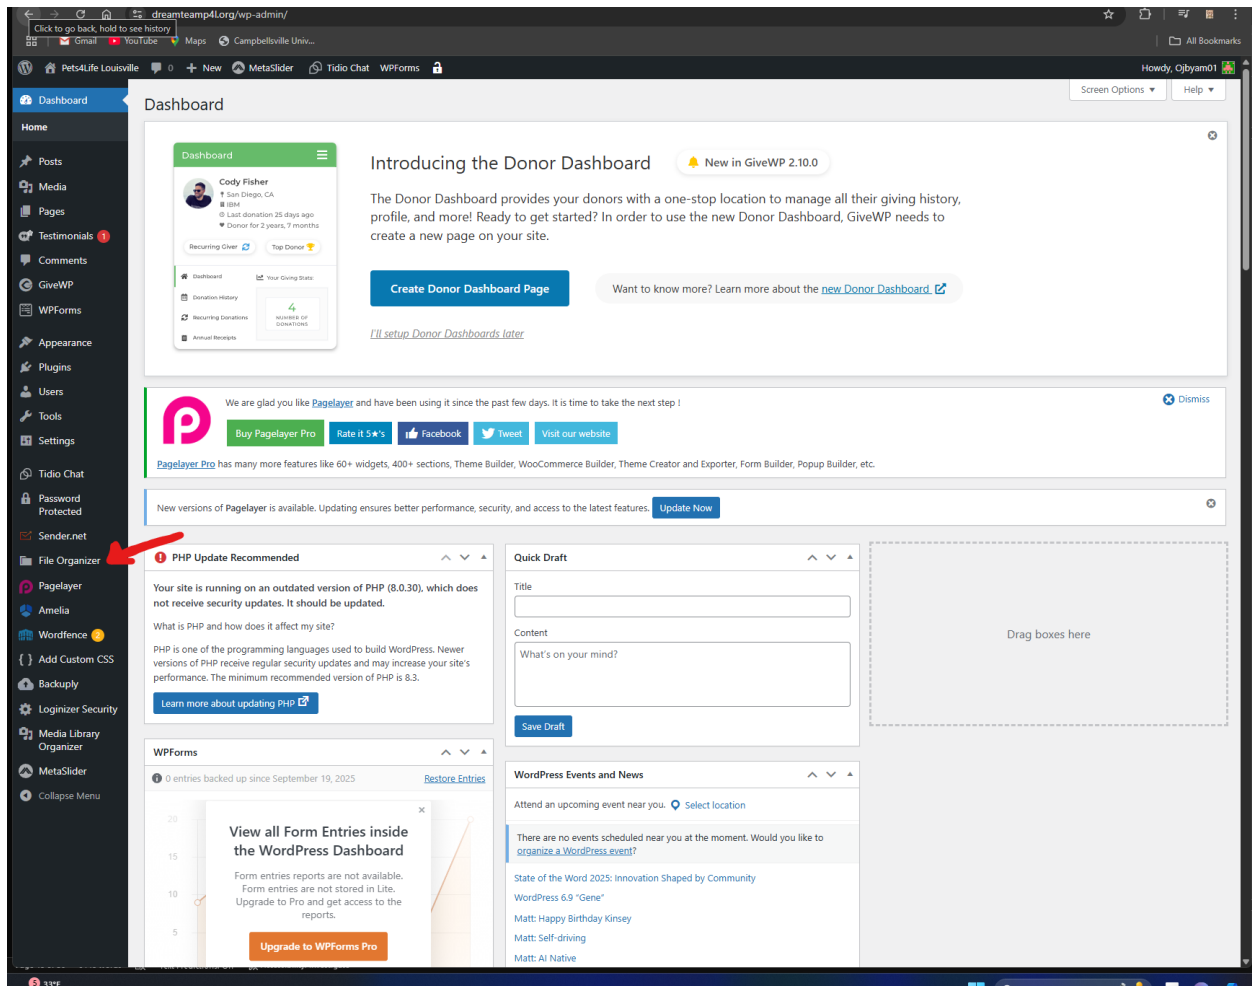 dreamteamp4l.org/wp-admin/
Click to go back, hold to
see history
Gmail
YouTube
Maps
Campbellsville Univ...
All Bookmarks
Pets4Life Louisville
0
New
MetaSlider
Tidio Chat
WPForms
Howdy, Ojbyam01
Dashboard
Home
Posts
Media
Pages
Testimonials 1
Comments
GiveWP
WPForms
Appearance
Plugins
Users
Tools
Settings
Tidio Chat
Password
Protected
Sender.net
File Organizer
Pagelayer
Amelia
Wordfence 2
Add Custom CSS
Backuply
Loginizer Security
Media Library
Organizer
MetaSlider
Collapse Menu
Dashboard
Screen Options ▼
Help ▼
Dashboard
Cody Fisher
San Diego, CA
IBM
Last donation 25 days ago
Donor for 2 years, 7 months
Recurring Giver
Top Donor
Dashboard
Donation History
Recurring Donations
Annual Receipts
Your Giving Stats:
4
NUMBER OF
DONATIONS
Introducing the Donor Dashboard
New in GiveWP 2.10.0
The Donor Dashboard provides your donors with a one-stop location to manage all their giving history,
profile, and more! Ready to get started? In order to use the new Donor Dashboard, GiveWP needs to
create a new page on your site.
Create Donor Dashboard Page
Want to know more? Learn more about the new Donor Dashboard
I'll setup Donor Dashboards later
We are glad you like Pagelayer and have been using it since the past few days. It is time to take the next step !
Dismiss
Buy Pagelayer Pro
Rate it 5★'s
Facebook
Tweet
Visit our website
Pagelayer Pro has many more features like 60+ widgets, 400+ sections, Theme Builder, WooCommerce Builder, Theme Creator and Exporter, Form Builder, Popup Builder, etc.
New versions of Pagelayer is available. Updating ensures better performance, security, and access to the latest features.
Update Now
PHP Update Recommended
Your site is running on an outdated version of PHP (8.0.30), which does
not receive security updates. It should be updated.
What is PHP and how does it affect my site?
PHP is one of the programming languages used to build WordPress. Newer
versions of PHP receive regular security updates and may increase your site's
performance. The minimum recommended version of PHP is 8.3.
Learn more about updating PHP
WPForms
0 entries backed up since September 19, 2025
Restore Entries
20
15
10
5
View all Form Entries inside
the WordPress Dashboard
Form entries reports are not available.
Form entries are not stored in Lite.
Upgrade to Pro and get access to the
reports.
Upgrade to WPForms Pro
Quick Draft
Title
Content
What's on your mind?
Save Draft
WordPress Events and News
Attend an upcoming event near you.
Select location
There are no events scheduled near you at the moment. Would you like to
organize a WordPress event?
State of the Word 2025: Innovation Shaped by Community
WordPress 6.9 "Gene"
Matt: Happy Birthday Kinsey
Matt: Self-driving
Matt: AI Native
Drag boxes here
5
33°F